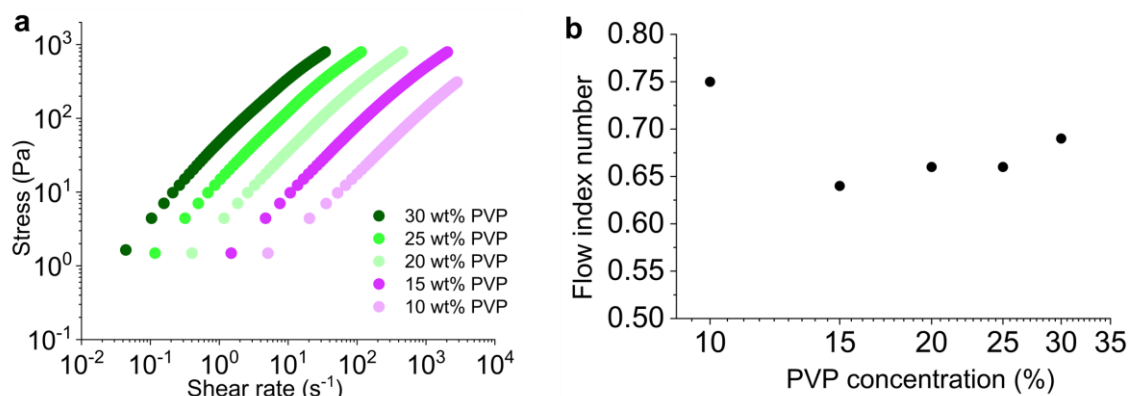 a
10³
10²
10¹
10⁰
10⁻¹
Stress (Pa)
30 wt% PVP
25 wt% PVP
20 wt% PVP
15 wt% PVP
10 wt% PVP
10⁻² 10⁻¹ 10⁰ 10¹ 10² 10³ 10⁴
Shear rate (s⁻¹)
b
0.80
0.75
0.70
0.65
0.60
0.55
0.50
Flow index number
10 15 20 25 30 35
PVP concentration (%)